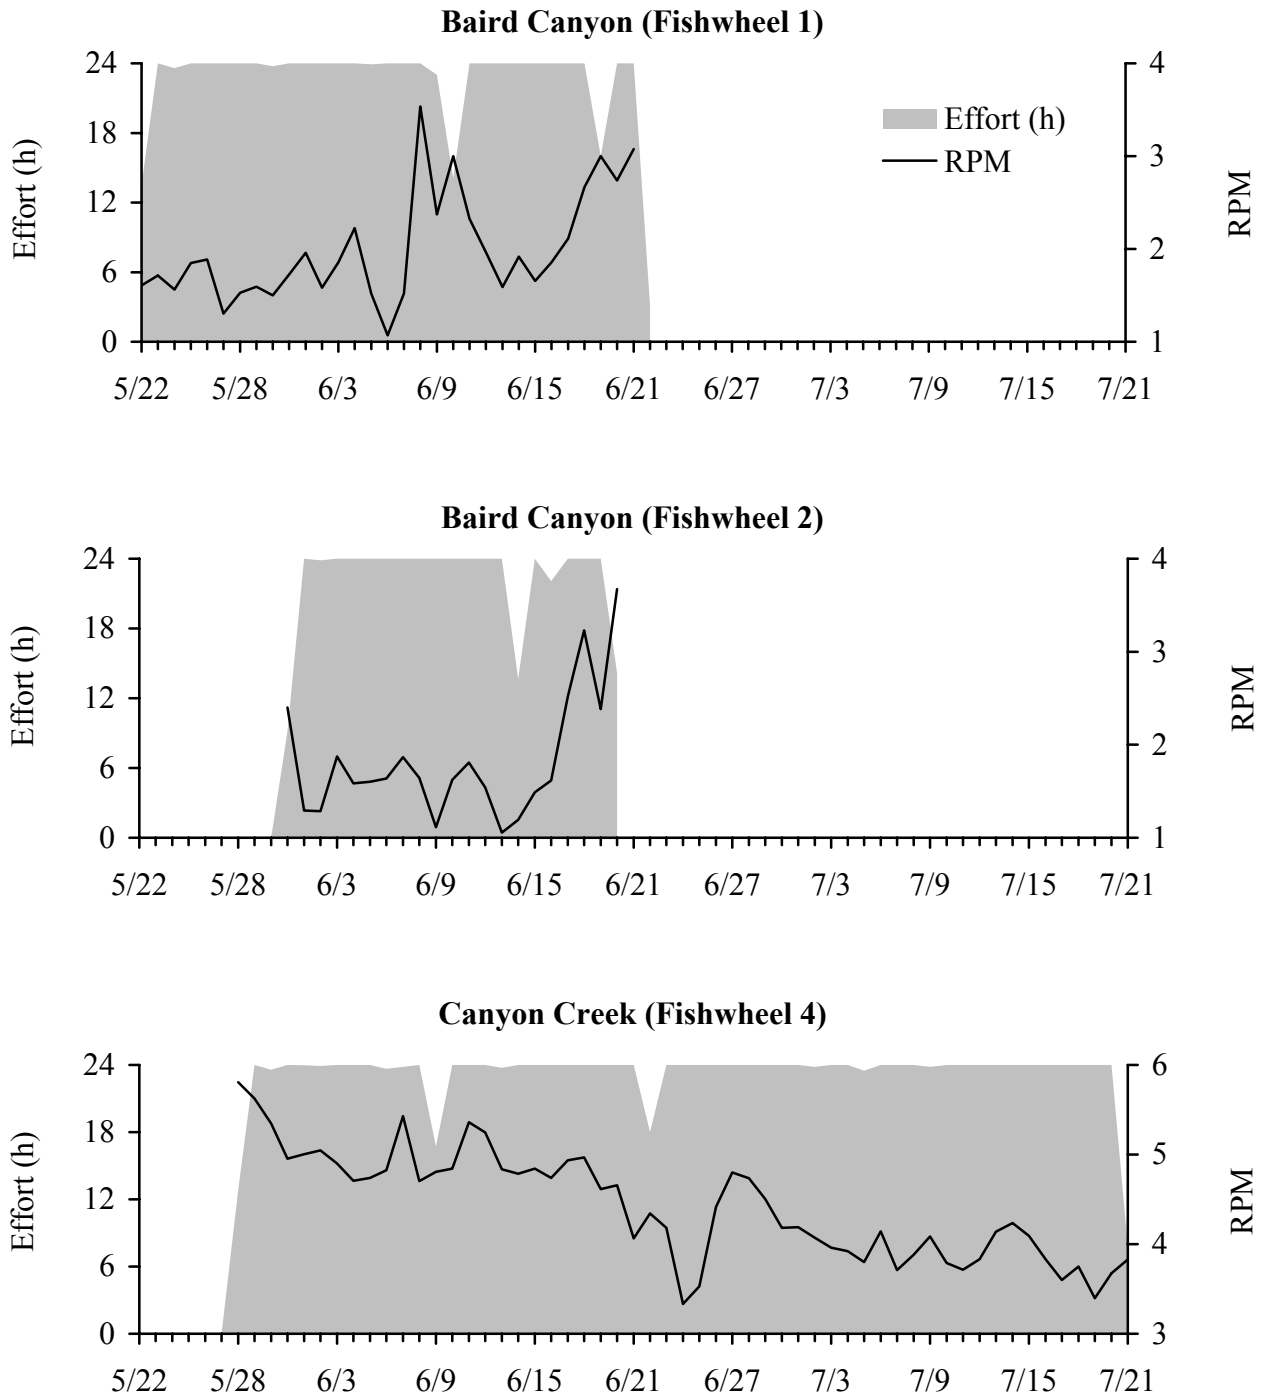 Baird Canyon (Fishwheel 1)
24
18
12
6
0
Effort (h)
4
3
2
1
RPM
Effort (h)
RPM
5/22 5/28 6/3 6/9 6/15 6/21 6/27 7/3 7/9 7/15 7/21
Baird Canyon (Fishwheel 2)
24
18
12
6
0
Effort (h)
4
3
2
1
RPM
5/22 5/28 6/3 6/9 6/15 6/21 6/27 7/3 7/9 7/15 7/21
Canyon Creek (Fishwheel 4)
24
18
12
6
0
Effort (h)
6
5
4
3
RPM
5/22 5/28 6/3 6/9 6/15 6/21 6/27 7/3 7/9 7/15 7/21